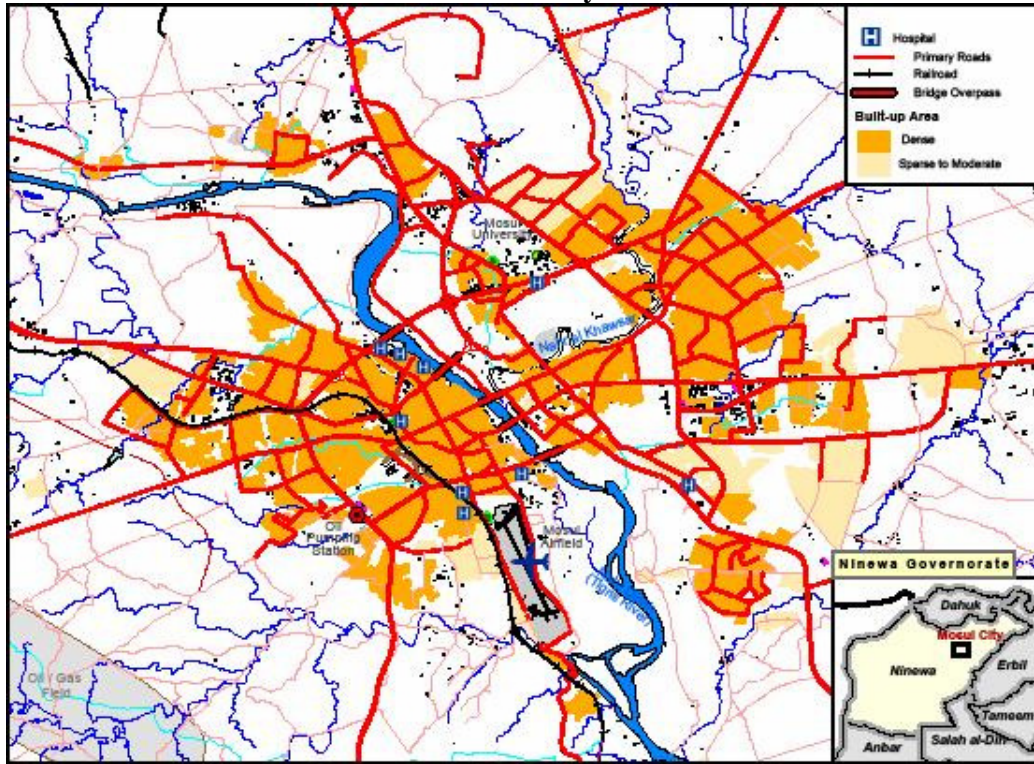 H Hospital
Primary Roads
Railroad
Bridge Overpass
Built-up Area
Dense
Sparse to Moderate
Mosul
University
H
Nahr el Khawsar
H
H
H
H
H
H
H
H
Oil
Pumping
Station
Mosul
Airfield
(Tigris River)
Oil / Gas
Field
Ninewa Governorate
Dahuk
Mosul City
Ninewa
Erbil
Tameem
Anbar
Salah al-Din